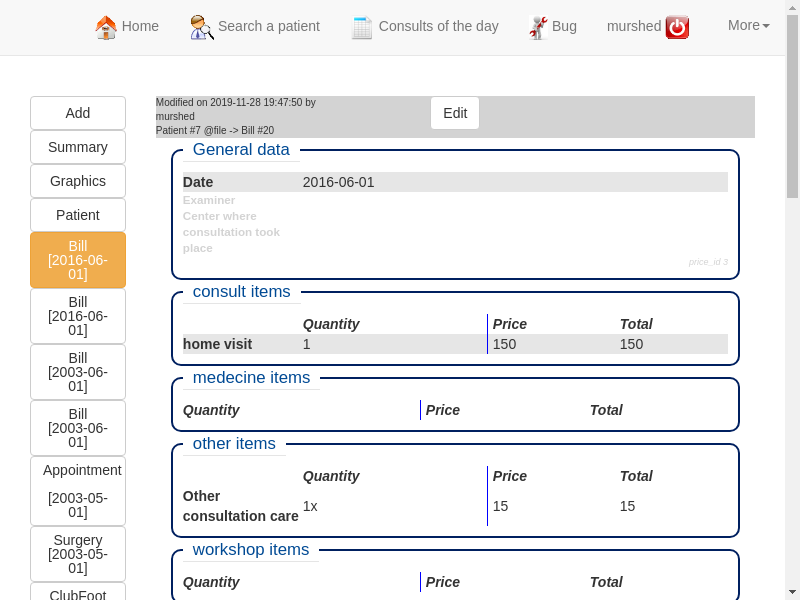 Home
Search a patient
Consults of the day
Bug
murshed
More
Add
Summary
Graphics
Patient
Bill
[2016-06-
01]
Bill
[2016-06-
01]
Bill
[2003-06-
01]
Bill
[2003-06-
01]
Appointment
[2003-05-
01]
Surgery
[2003-05-
01]
ClubFoot
Modified on 2019-11-28 19:47:50 by
murshed
Patient #7 @file -> Bill #20
Edit
General data
Date 2016-06-01
Examiner
Center where
consultation took
place
price_id 3
consult items
Quantity Price Total
home visit 1 150 150
medecine items
Quantity Price Total
other items
Quantity Price Total
Other
consultation care 1x 15 15
workshop items
Quantity Price Total